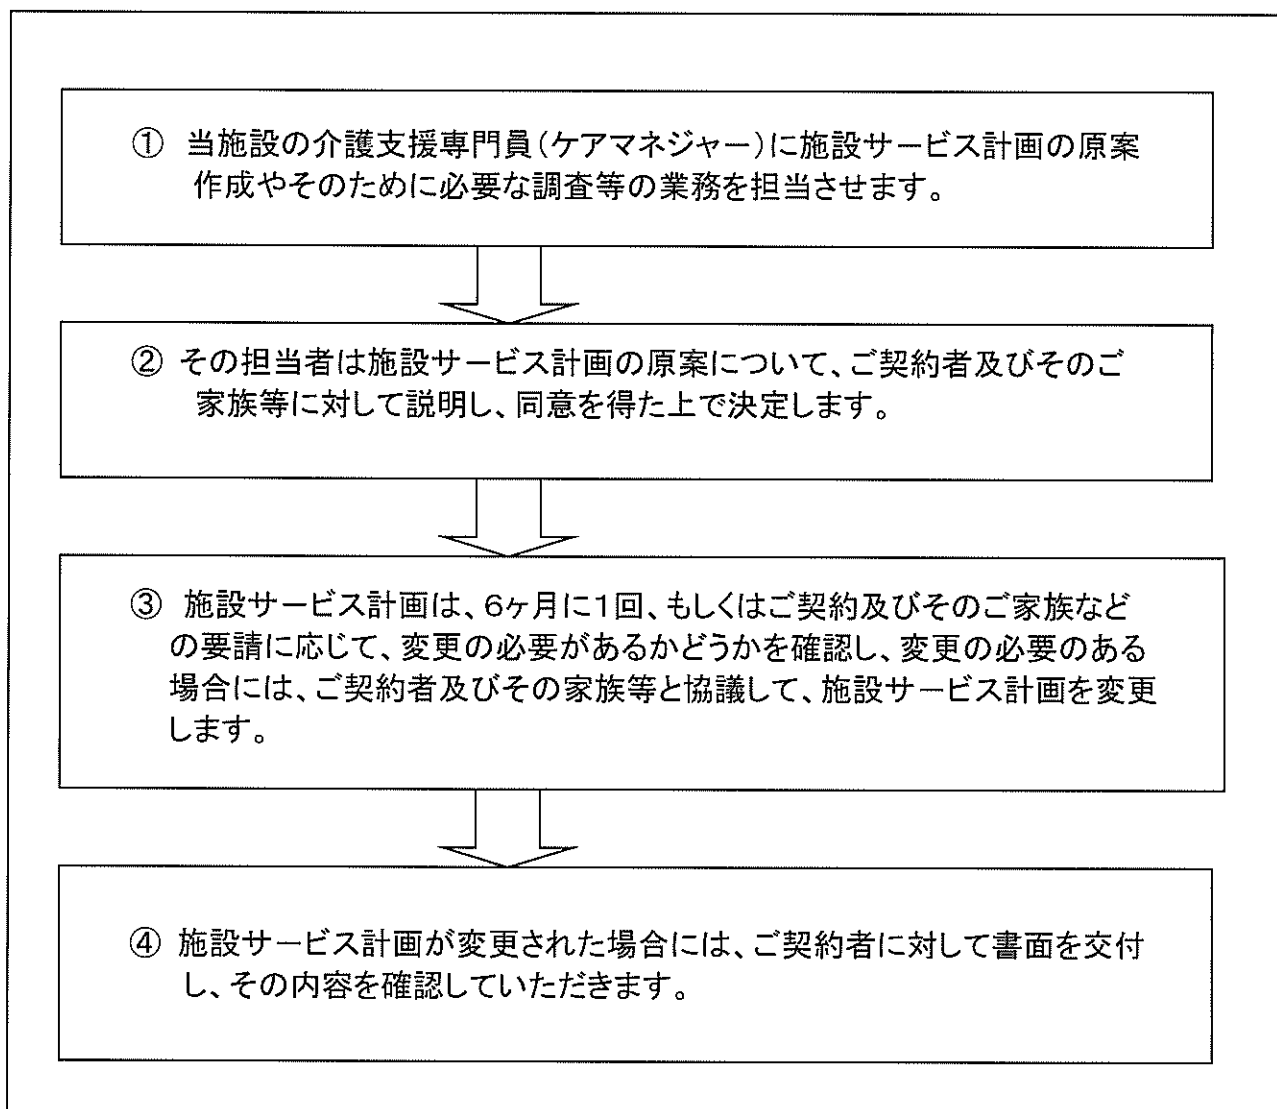 ① 当施設の介護支援専門員(ケアマネジャー)に施設サービス計画の原案
作成やそのために必要な調査等の業務を担当させます。
② その担当者は施設サービス計画の原案について、ご契約者及びそのご
家族等に対して説明し、同意を得た上で決定します。
③ 施設サービス計画は、6ヶ月に1回、もしくはご契約及びそのご家族など
の要請に応じて、変更の必要があるかどうかを確認し、変更の必要のある
場合には、ご契約者及びその家族等と協議して、施設サービス計画を変更
します。
④ 施設サービス計画が変更された場合には、ご契約者に対して書面を交付
し、その内容を確認していただきます。